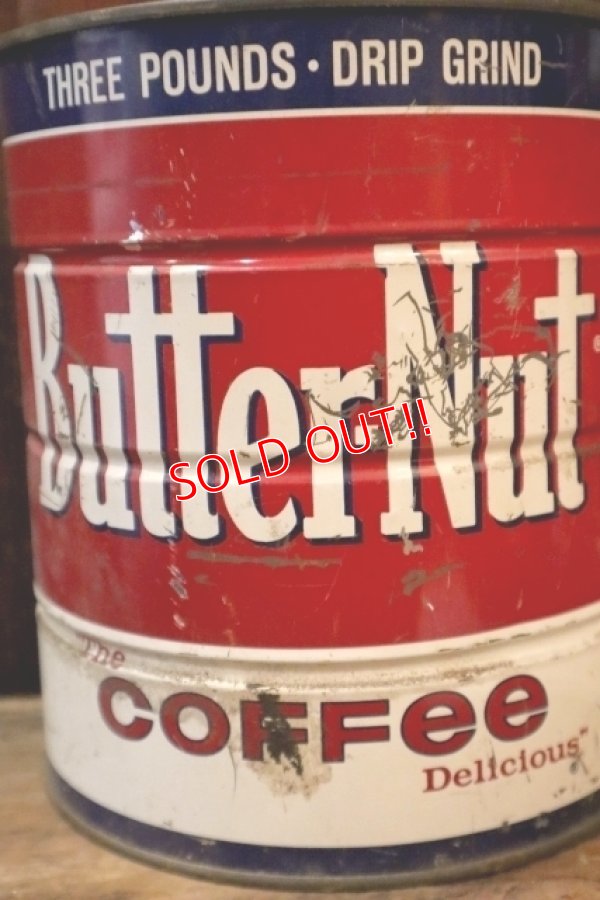 THREE POUNDS · DRIP GRIND
ButterNut
SOLD OUT!!
"The
COFFee
Delicious"